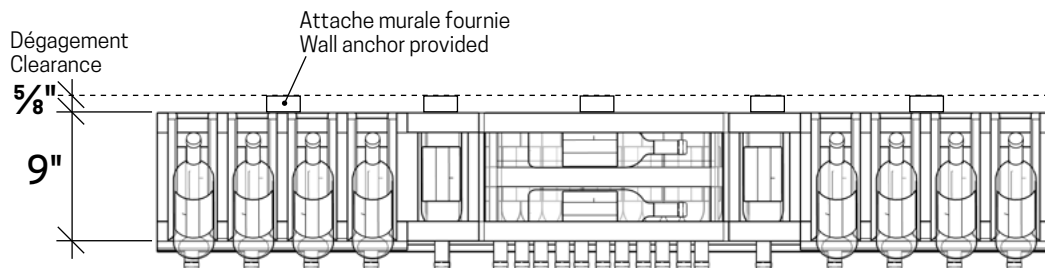 Attache murale fournie
Wall anchor provided
Dégagement
Clearance
5/8"
9"